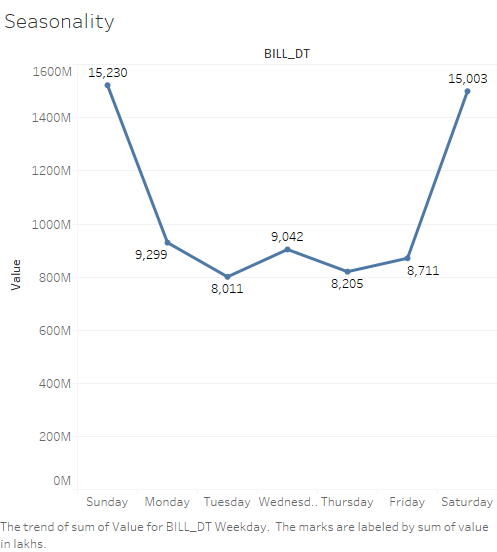 Seasonality
BILL_DT
1600M
1400M
1200M
1000M
800M
600M
400M
200M
0M
Value
15,230
9,299
8,011
9,042
8,205
8,711
15,003
Sunday Monday Tuesday Wednesd.. Thursday Friday Saturday
The trend of sum of Value for BILL_DT Weekday. The marks are labeled by sum of value
in lakhs.